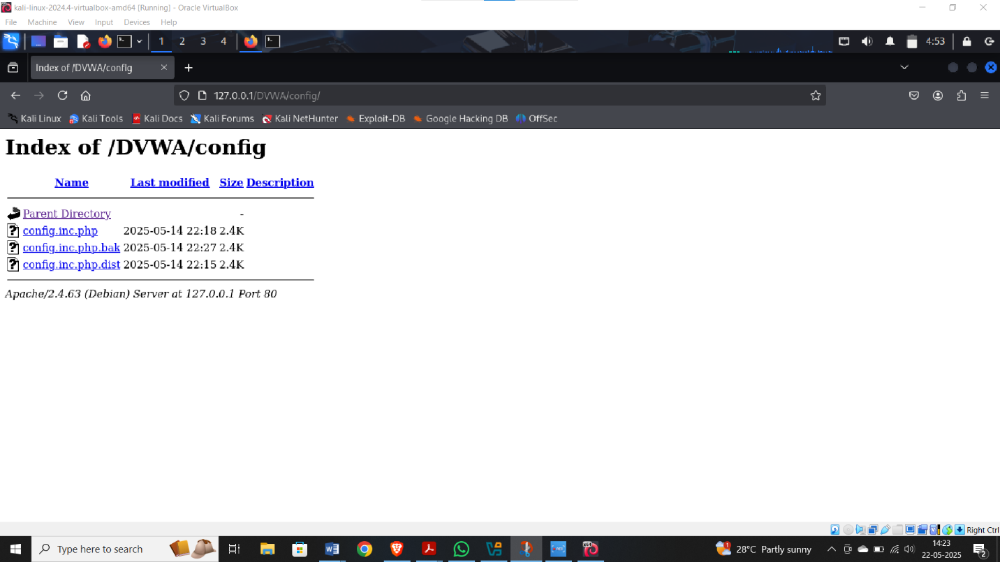 kali-linux-2024.4-virtualbox-amd64 [Running] - Oracle VirtualBox
File Machine View Input Devices Help
1 2 3 4 4:53
Index of /DVWA/config
127.0.0.1/DVWA/config/
Kali Linux Kali Tools Kali Docs Kali Forums Kali NetHunter Exploit-DB Google Hacking DB OffSec
Index of /DVWA/config
Name Last modified Size Description
Parent Directory -
config.inc.php 2025-05-14 22:18 2.4K
config.inc.php.bak 2025-05-14 22:27 2.4K
config.inc.php.dist 2025-05-14 22:15 2.4K
Apache/2.4.63 (Debian) Server at 127.0.0.1 Port 80
Right Ctrl
Type here to search
28°C Partly sunny
14:23
22-05-2025